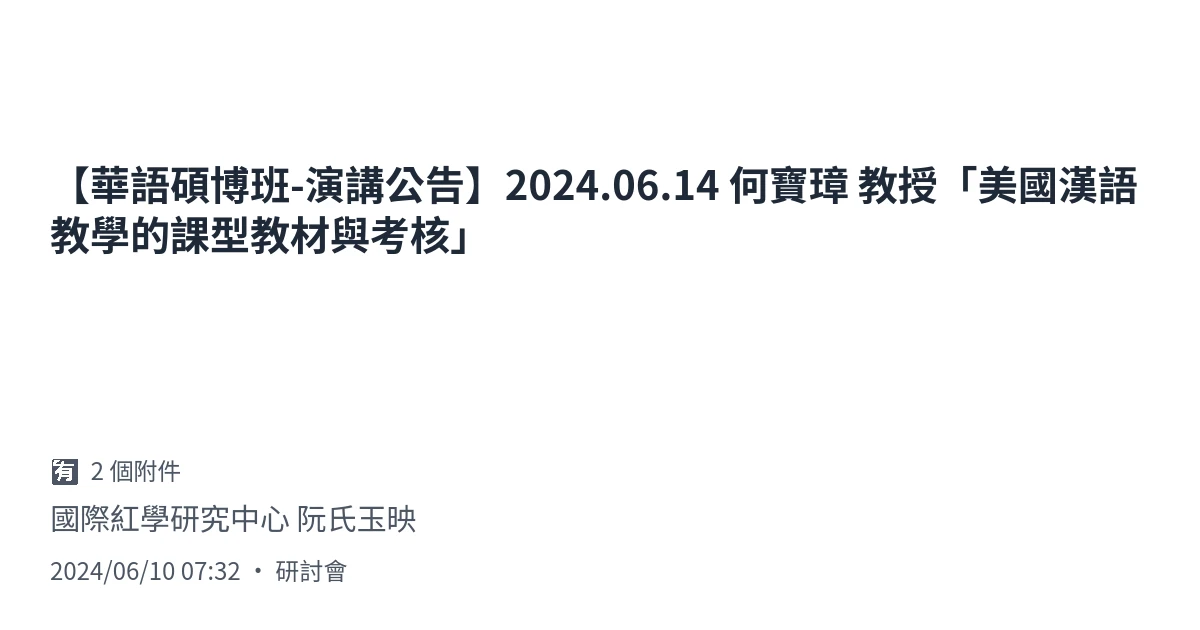 【華語碩博班-演講公告】2024.06.14 何寶璋 教授「美國漢語
教學的課型教材與考核」
有 2 個附件
國際紅學研究中心 阮氏玉映
2024/06/10 07:32 • 研討會